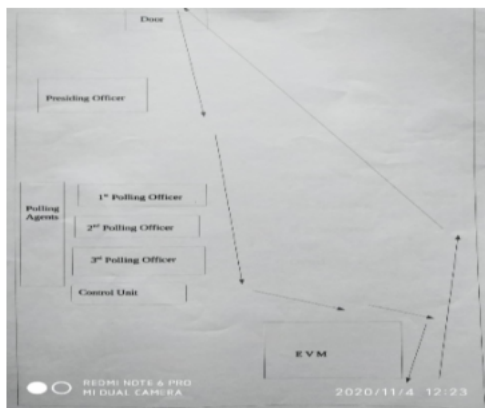 Door
Presiding Officer
Polling
Agents
1st Polling Officer
2nd Polling Officer
3rd Polling Officer
Control Unit
EVM
REDMI NOTE 6 PRO
MI DUAL CAMERA
2020/11/4 12:23